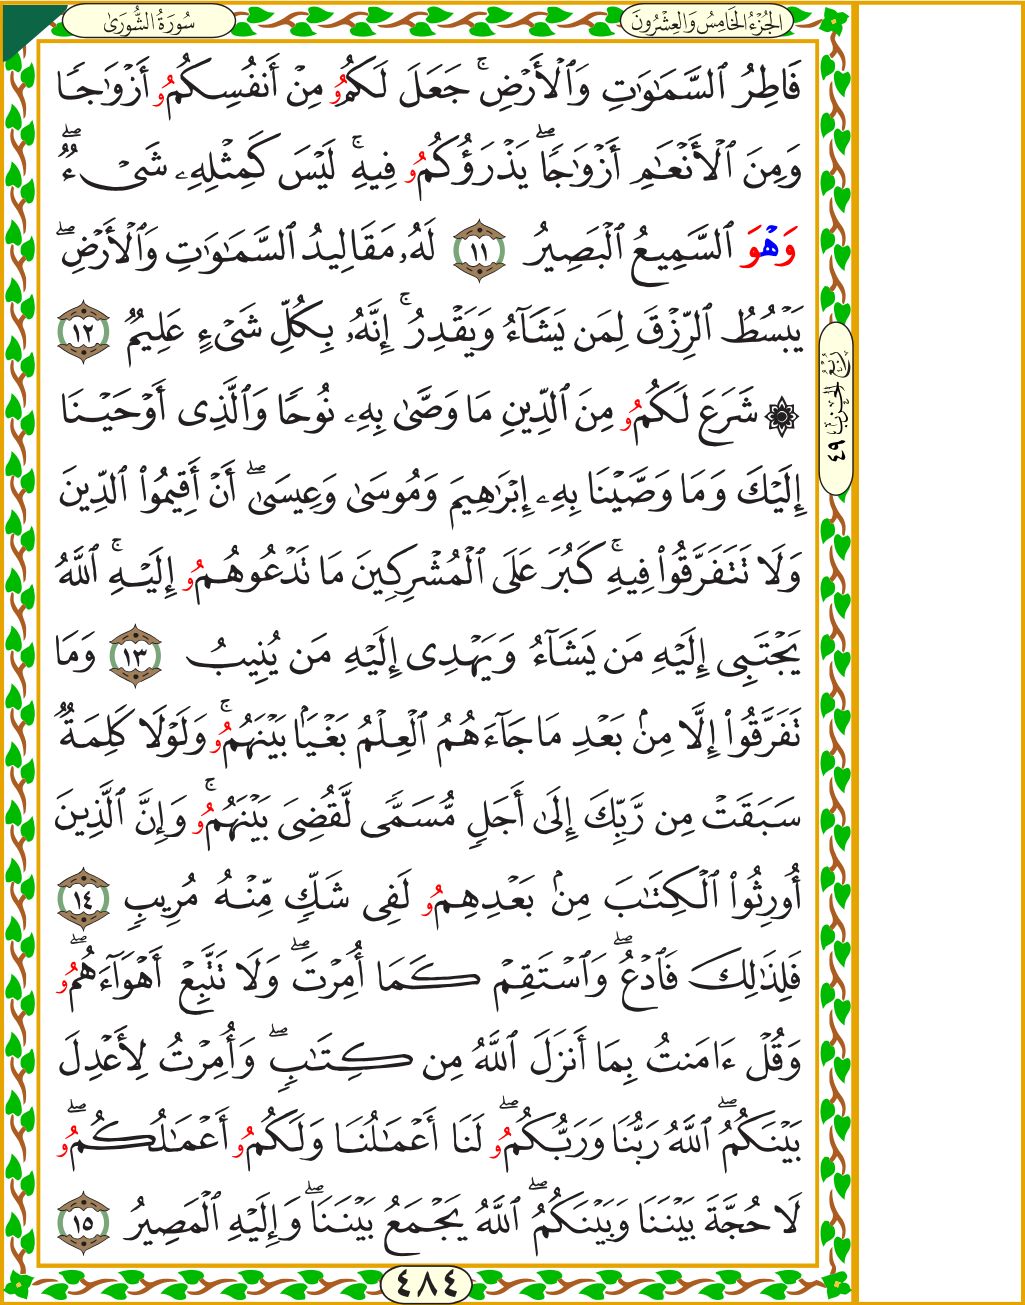 الجُزْءُ الخَامِسُ وَالعِشْرُونَ
سُورَةُ الشُّورَىٰ
فَاطِرُ ٱلسَّمَـٰوَٰتِ وَٱلْأَرْضِ ۚ جَعَلَ لَكُمُۥ مِنْ أَنفُسِكُمُۥ أَزْوَٰجًا
وَمِنَ ٱلْأَنْعَـٰمِ أَزْوَٰجًا ۖ يَذْرَؤُكُمُۥ فِيهِ ۚ لَيْسَ كَمِثْلِهِۦ شَىْءٌ ۖ
وَهْوَ ٱلسَّمِيعُ ٱلْبَصِيرُ ١١ لَهُۥ مَقَالِيدُ ٱلسَّمَـٰوَٰتِ وَٱلْأَرْضِ ۖ
يَبْسُطُ ٱلرِّزْقَ لِمَن يَشَآءُ وَيَقْدِرُ ۚ إِنَّهُۥ بِكُلِّ شَىْءٍ عَلِيمٌ ١٢
۞ شَرَعَ لَكُمُۥ مِنَ ٱلدِّينِ مَا وَصَّىٰ بِهِۦ نُوحًا وَٱلَّذِى أَوْحَيْنَا
إِلَيْكَ وَمَا وَصَّيْنَا بِهِۦ إِبْرَٰهِيمَ وَمُوسَىٰ وَعِيسَىٰ ۖ أَنْ أَقِيمُوا۟ ٱلدِّينَ
وَلَا تَتَفَرَّقُوا۟ فِيهِ ۚ كَبُرَ عَلَى ٱلْمُشْرِكِينَ مَا تَدْعُوهُمُۥ إِلَيْهِ ۚ ٱللَّهُ
يَجْتَبِى إِلَيْهِ مَن يَشَآءُ وَيَهْدِى إِلَيْهِ مَن يُنِيبُ ١٣ وَمَا
تَفَرَّقُوا۟ إِلَّا مِنۢ بَعْدِ مَا جَآءَهُمُ ٱلْعِلْمُ بَغْيًۢا بَيْنَهُمُۥ ۚ وَلَوْلَا كَلِمَةٌ
سَبَقَتْ مِن رَّبِّكَ إِلَىٰٓ أَجَلٍ مُّسَمًّى لَّقُضِىَ بَيْنَهُمُۥ ۚ وَإِنَّ ٱلَّذِينَ
أُورِثُوا۟ ٱلْكِتَـٰبَ مِنۢ بَعْدِهِمُۥ لَفِى شَكٍّ مِّنْهُ مُرِيبٍ ١٤
فَلِذَٰلِكَ فَٱدْعُ ۖ وَٱسْتَقِمْ كَمَا أُمِرْتَ ۖ وَلَا تَتَّبِعْ أَهْوَآءَهُمُۥ ۖ
وَقُلْ ءَامَنتُ بِمَا أَنزَلَ ٱللَّهُ مِن كِتَـٰبٍ ۖ وَأُمِرْتُ لِأَعْدِلَ
بَيْنَكُمُ ۖ ٱللَّهُ رَبُّنَا وَرَبُّكُمُۥ ۖ لَنَا أَعْمَـٰلُنَا وَلَكُمُۥ أَعْمَـٰلُكُمُۥ ۖ
لَا حُجَّةَ بَيْنَنَا وَبَيْنَكُمُ ۖ ٱللَّهُ يَجْمَعُ بَيْنَنَا ۖ وَإِلَيْهِ ٱلْمَصِيرُ ١٥
رُبْعُ الحِزْبِ ٤٩
٤٨٤